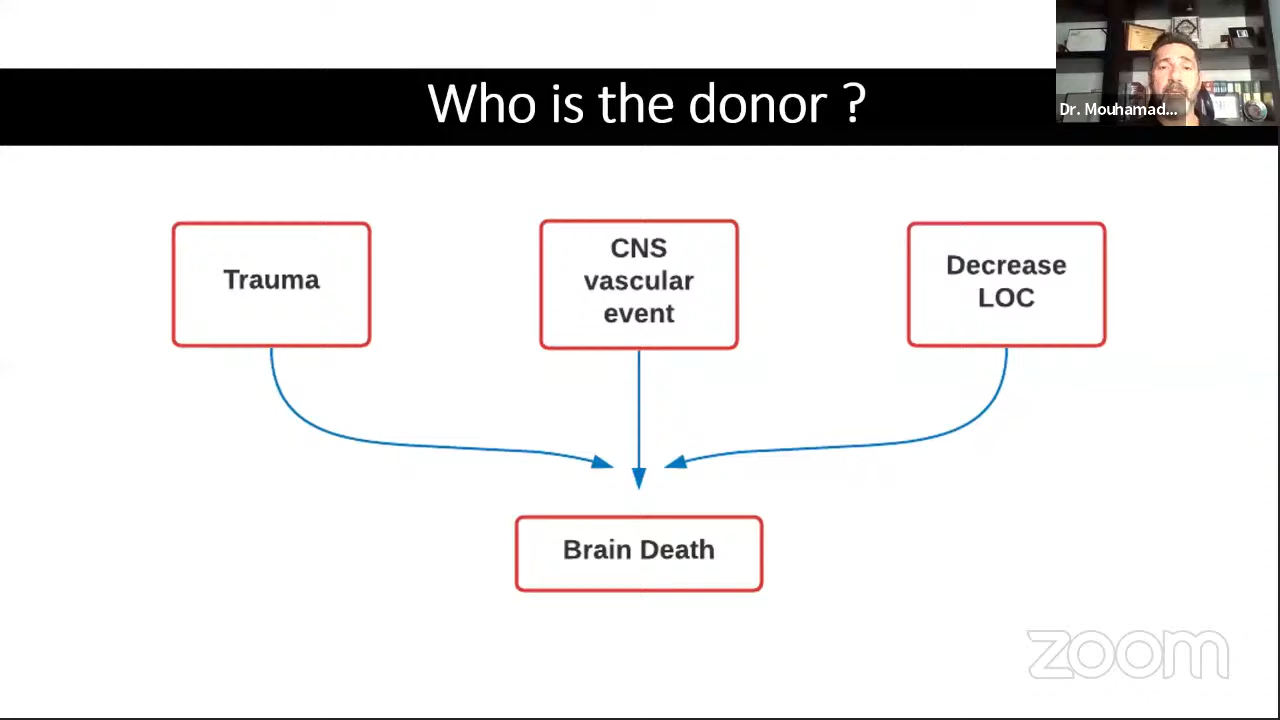 Who is the donor ?
Dr. Mouhamad...
Trauma
CNS
vascular
event
Decrease
LOC
Brain Death
zoom